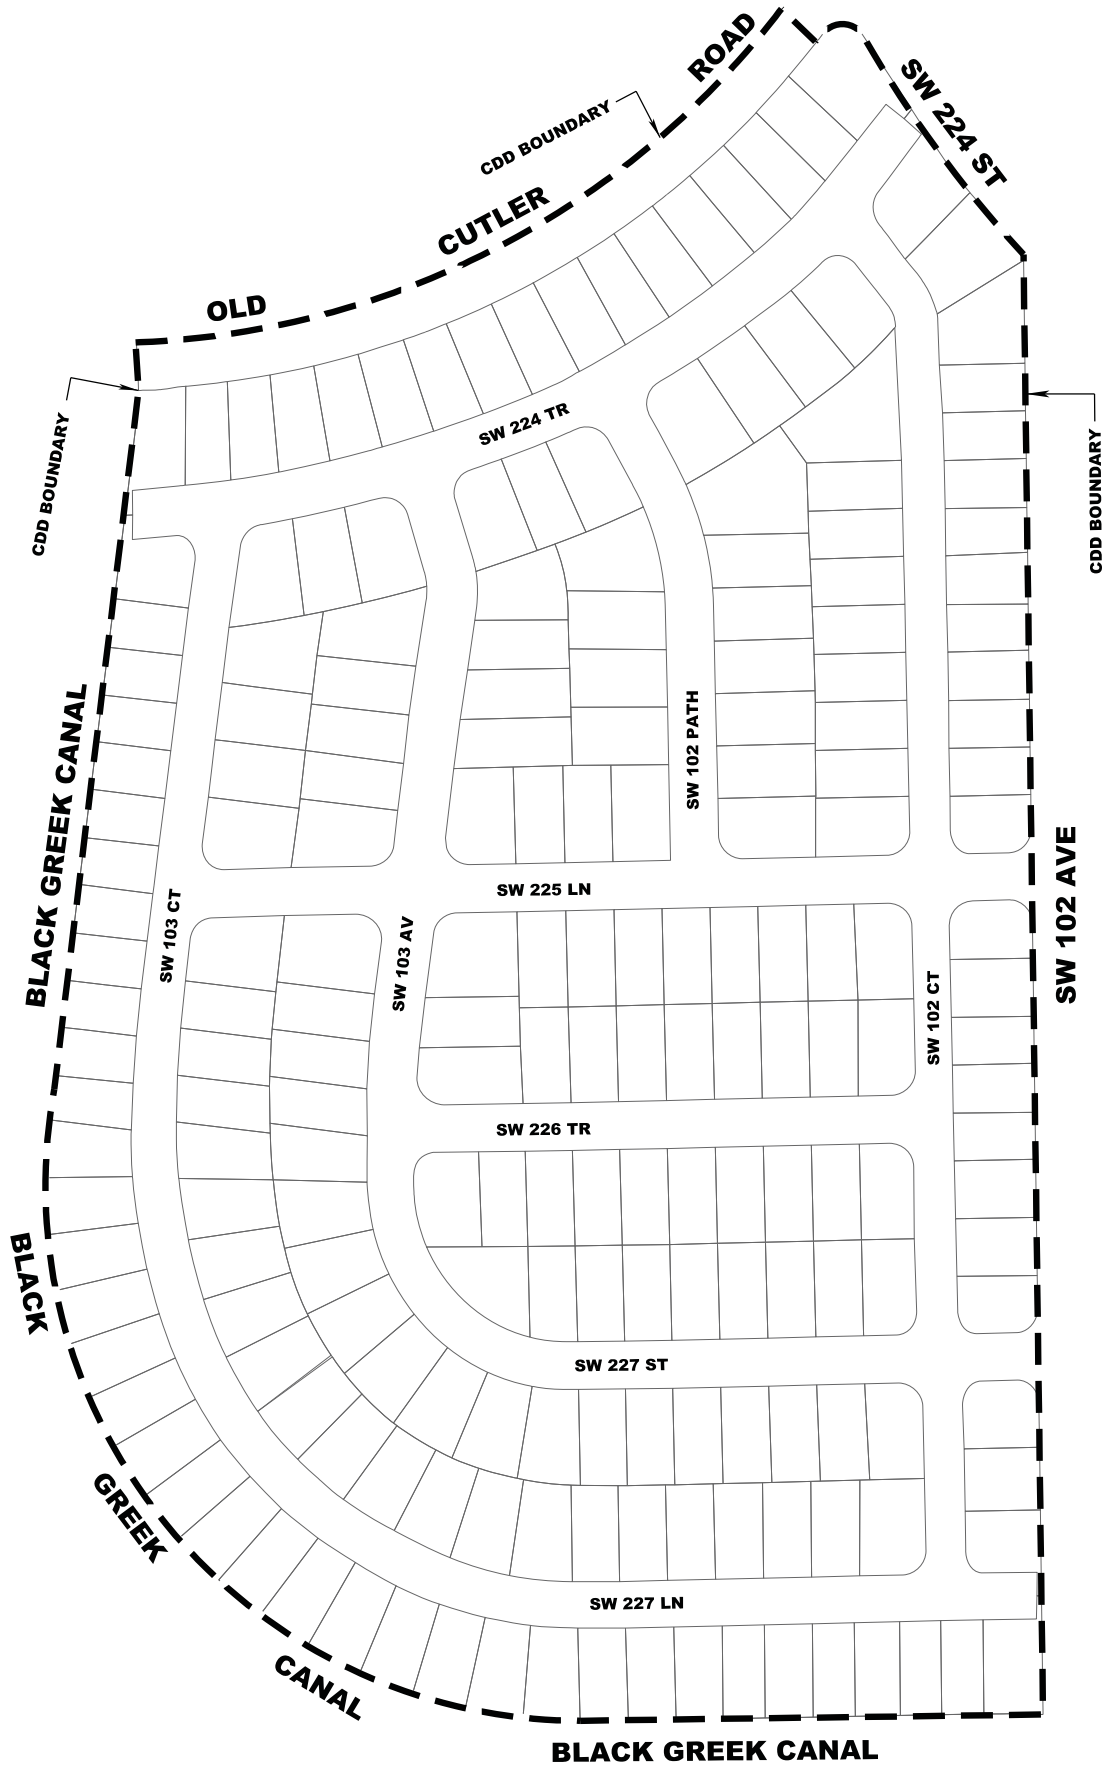 OLD CUTLER ROAD
SW 224 ST
CDD BOUNDARY
CDD BOUNDARY
CDD BOUNDARY
SW 224 TR
BLACK GREEK CANAL
SW 102 PATH
SW 102 AVE
SW 225 LN
SW 103 CT
SW 103 AV
SW 102 CT
SW 226 TR
BLACK GREEK CANAL
SW 227 ST
SW 227 LN
BLACK GREEK CANAL